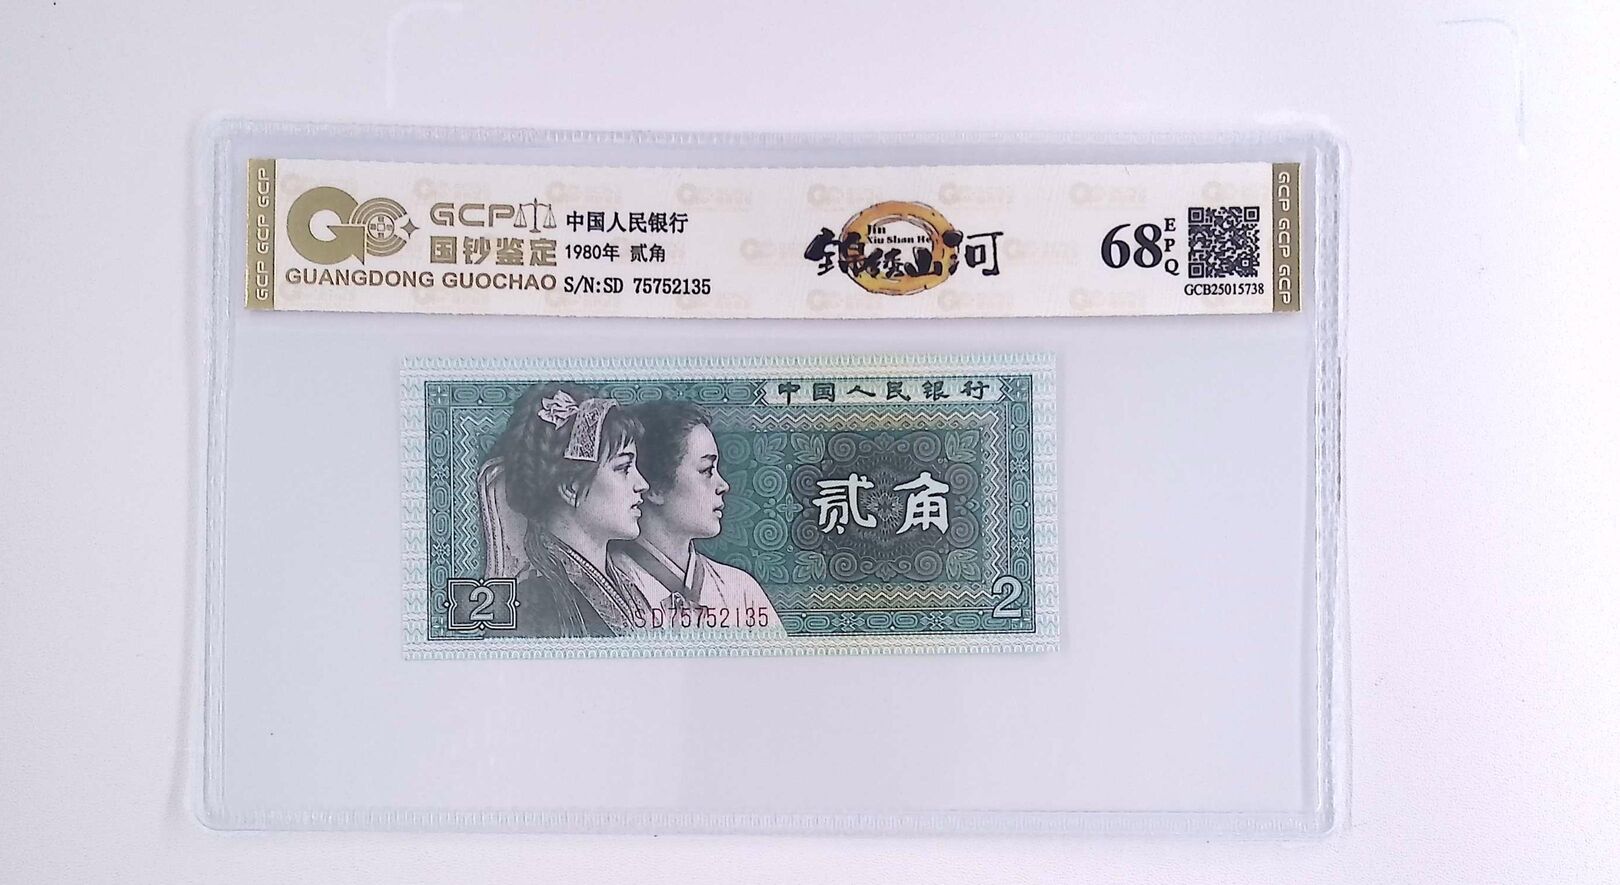 GCP GCP GCP
GCP
国钞鉴定
GUANGDONG GUOCHAO
中国人民银行
1980年 贰角
S/N:SD 75752135
Jin
Xiu Shan He
锦绣山河
68
EPQ
GCB25015738
GCP GCP GCP
中国人民银行
贰角
2
2
SD75752135